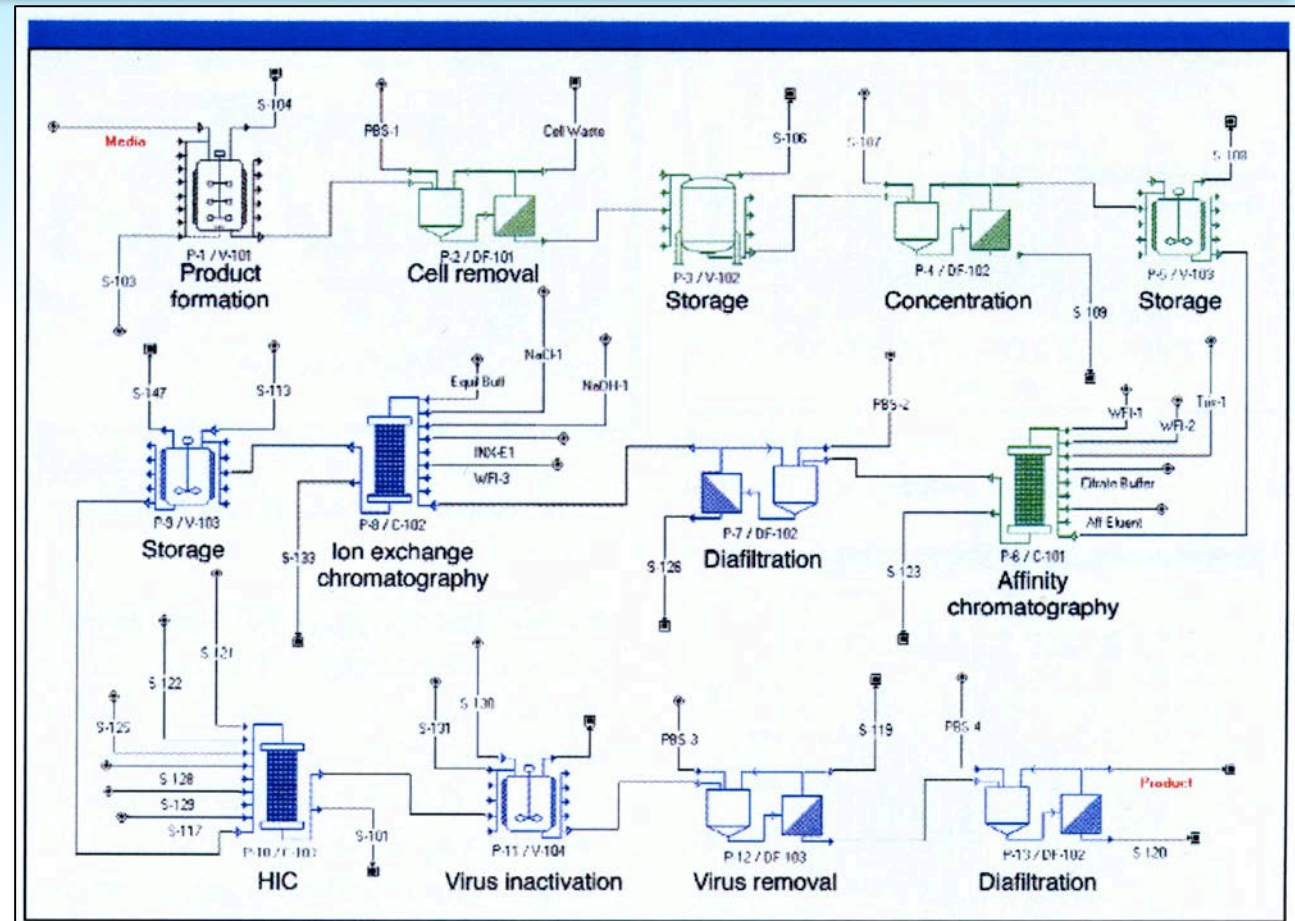 Media
S-104
PBS-1
Cell Waste
S-106
S-107
S-108
S-103
P-1 / V-101
Product
formation
P-2 / DF-101
Cell removal
P-3 / V-102
Storage
P-4 / DF-102
Concentration
P-5 / V-103
Storage
S-109
S-147
S-113
Equil Buff
NaCl-1
NaOH-1
INX-E1
WFI-3
PBS-2
WFI-1
WFI-2
Tris-1
Citrate Buffer
Aff Eluent
P-9 / V-103
Storage
S-133
P-8 / C-102
Ion exchange
chromatography
S-126
P-7 / DF-102
Diafiltration
S-123
P-6 / C-101
Affinity
chromatography
S-121
S-122
S-125
S-128
S-129
S-117
S-101
P-10 / C-103
HIC
S-131
S-130
P-11 / V-104
Virus inactivation
PBS-3
S-119
P-12 / DF-103
Virus removal
PBS-4
Product
S-120
P-13 / DF-102
Diafiltration